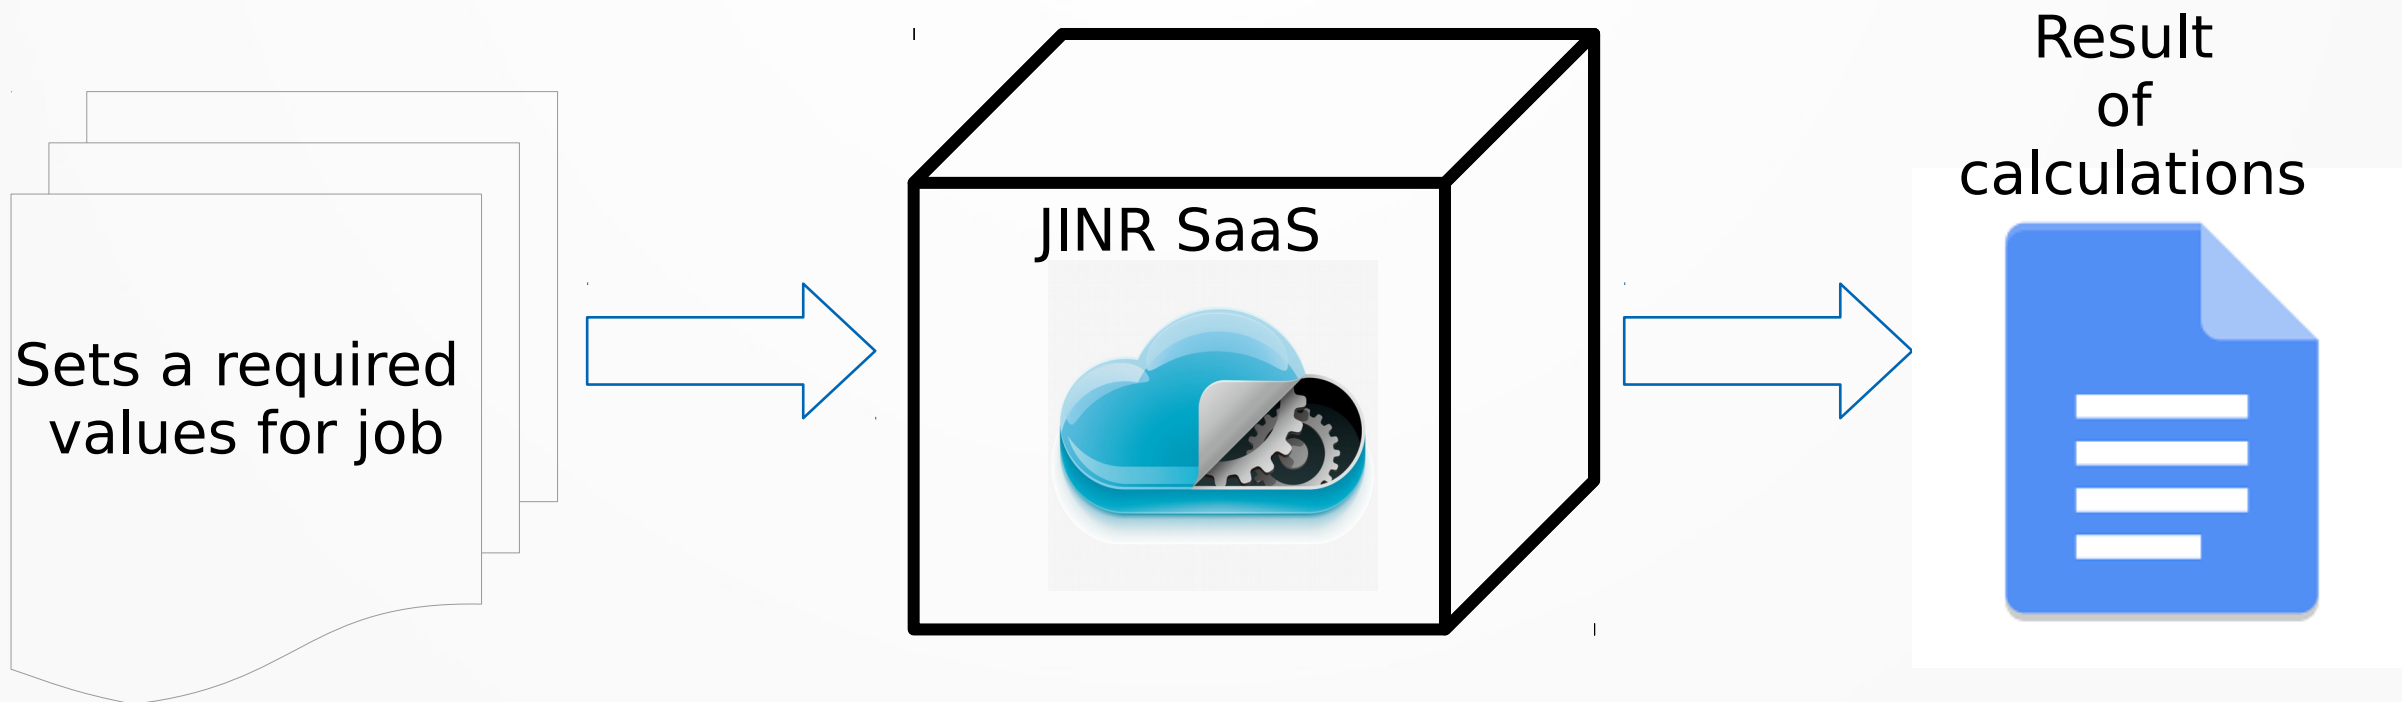 Sets a required
values for job
JINR SaaS
Result
of
calculations